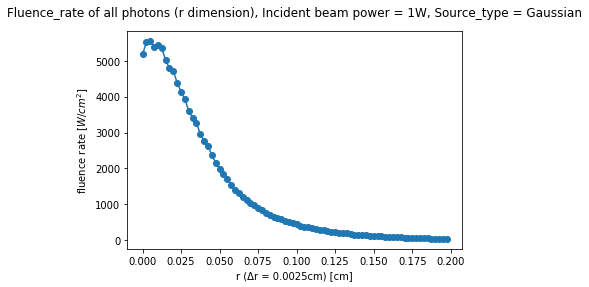 Fluence_rate of all photons (r dimension), Incident beam power = 1W, Source_type = Gaussian
5000
4000
3000
2000
1000
0
fluence rate [W/cm²]
0.000 0.025 0.050 0.075 0.100 0.125 0.150 0.175 0.200
r (Δr = 0.0025cm) [cm]